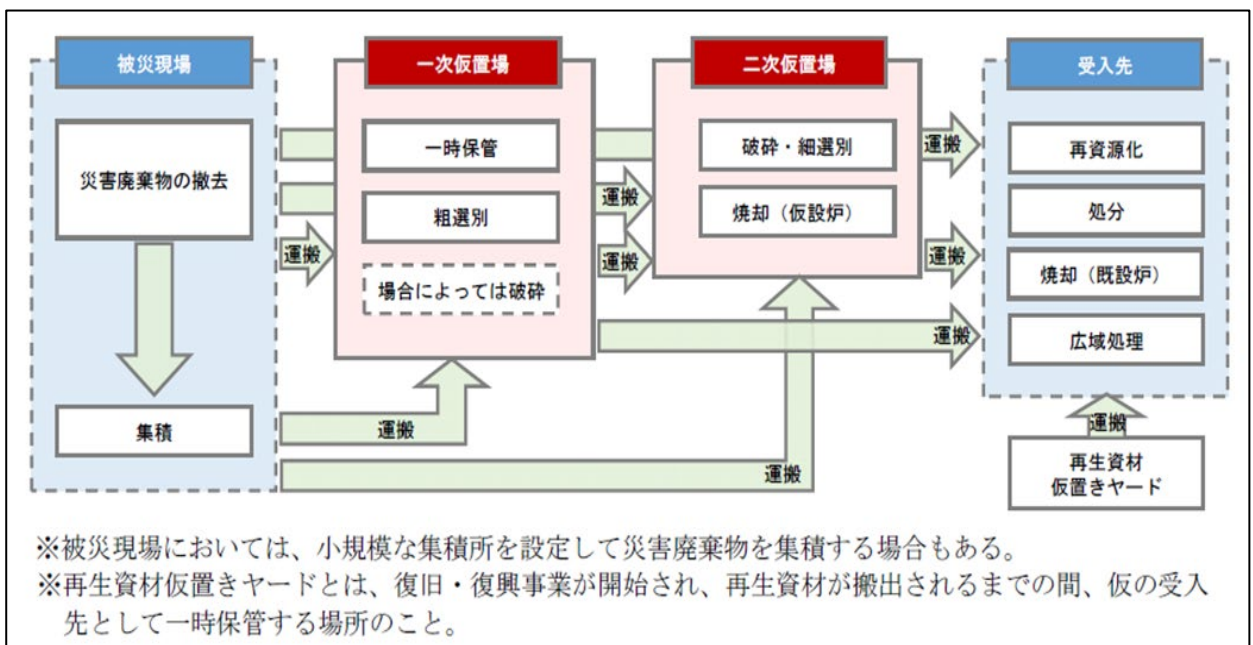 被災現場
災害廃棄物の撤去
集積
運搬
運搬
運搬
一次仮置場
一時保管
粗選別
場合によっては破砕
運搬
運搬
運搬
二次仮置場
破砕・細選別
焼却（仮設炉）
運搬
運搬
受入先
再資源化
処分
焼却（既設炉）
広域処理
運搬
再生資材
仮置きヤード
※被災現場においては、小規模な集積所を設定して災害廃棄物を集積する場合もある。
※再生資材仮置きヤードとは、復旧・復興事業が開始され、再生資材が搬出されるまでの間、仮の受入
先として一時保管する場所のこと。